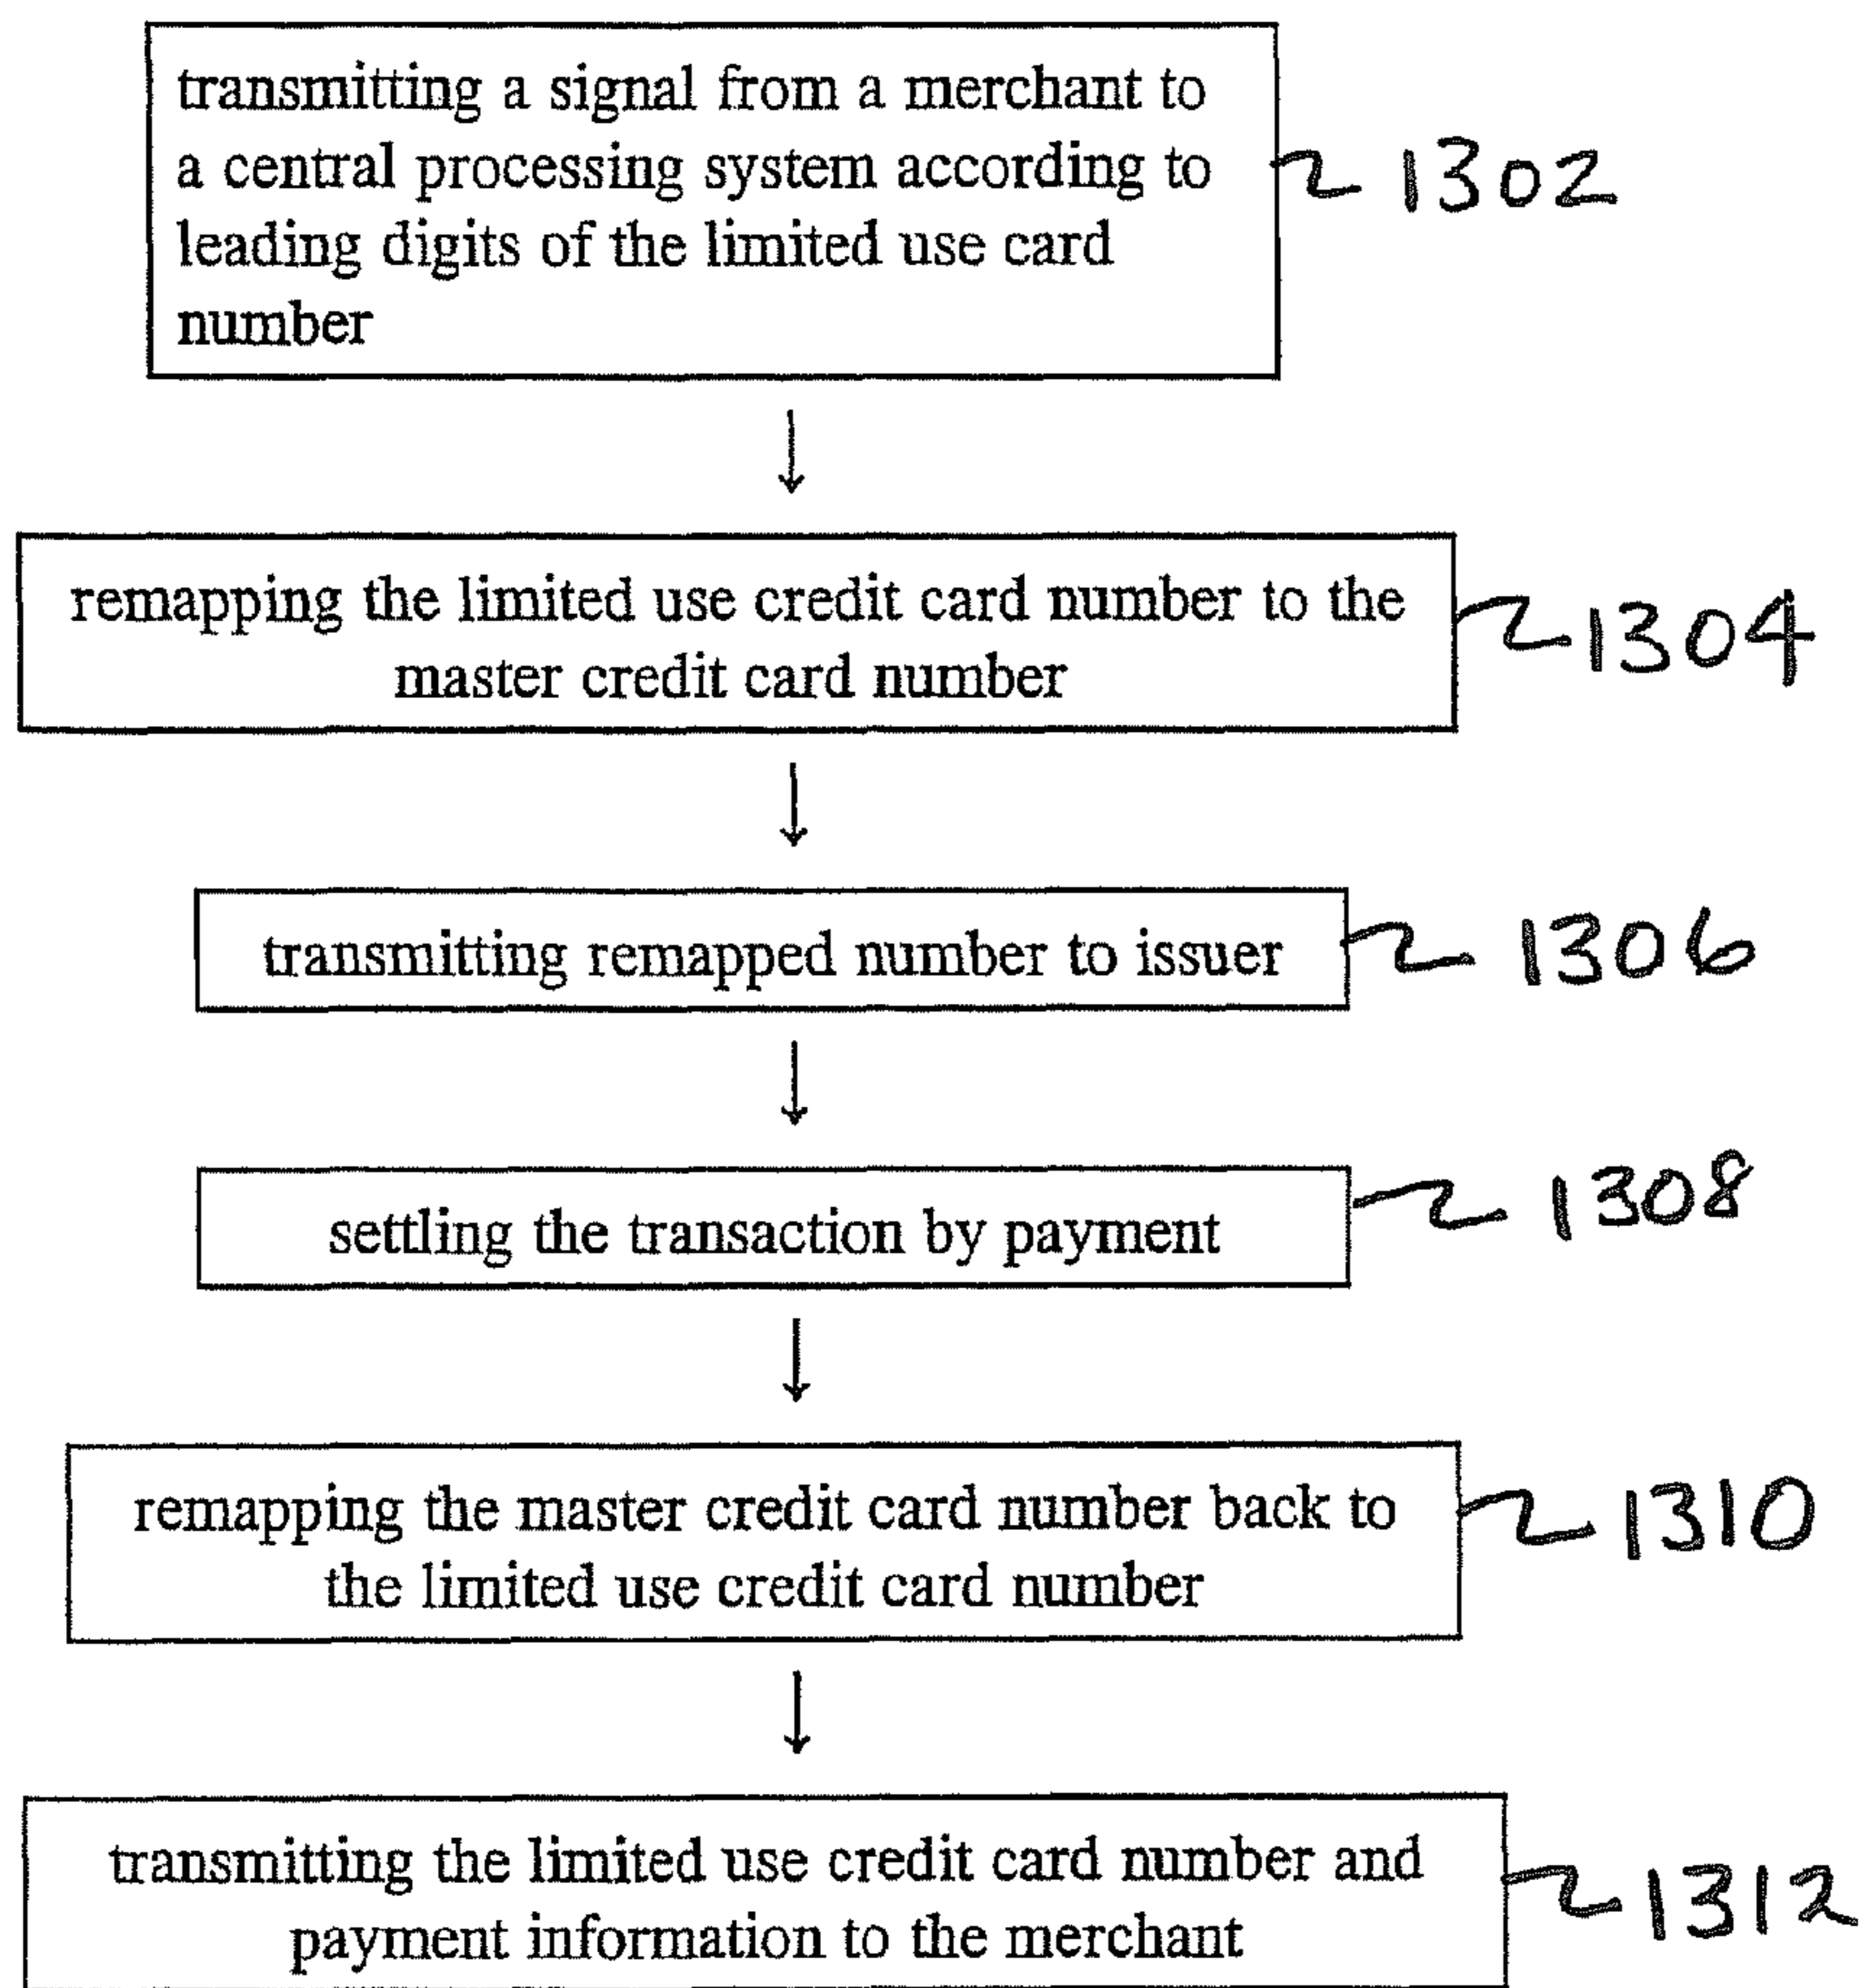 transmitting a signal from a merchant to
a central processing system according to
leading digits of the limited use card
number
1302
remapping the limited use credit card number to the
master credit card number
1304
transmitting remapped number to issuer
1306
settling the transaction by payment
1308
remapping the master credit card number back to
the limited use credit card number
1310
transmitting the limited use credit card number and
payment information to the merchant
1312